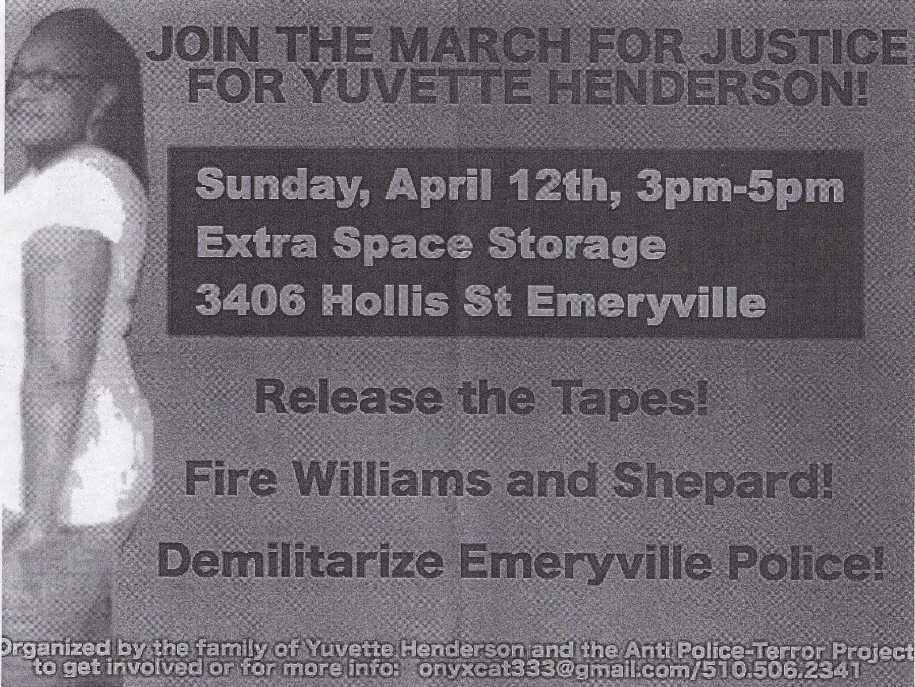 JOIN THE MARCH FOR JUSTICE
FOR YUVETTE HENDERSON!
Sunday, April 12th, 3pm-5pm
Extra Space Storage
3406 Hollis St Emeryville
Release the Tapes!
Fire Williams and Shepard!
Demilitarize Emeryville Police!
Organized by the family of Yuvette Henderson and the Anti Police-Terror Project
to get involved or for more info: onyxcat333@gmail.com/510.506.2341